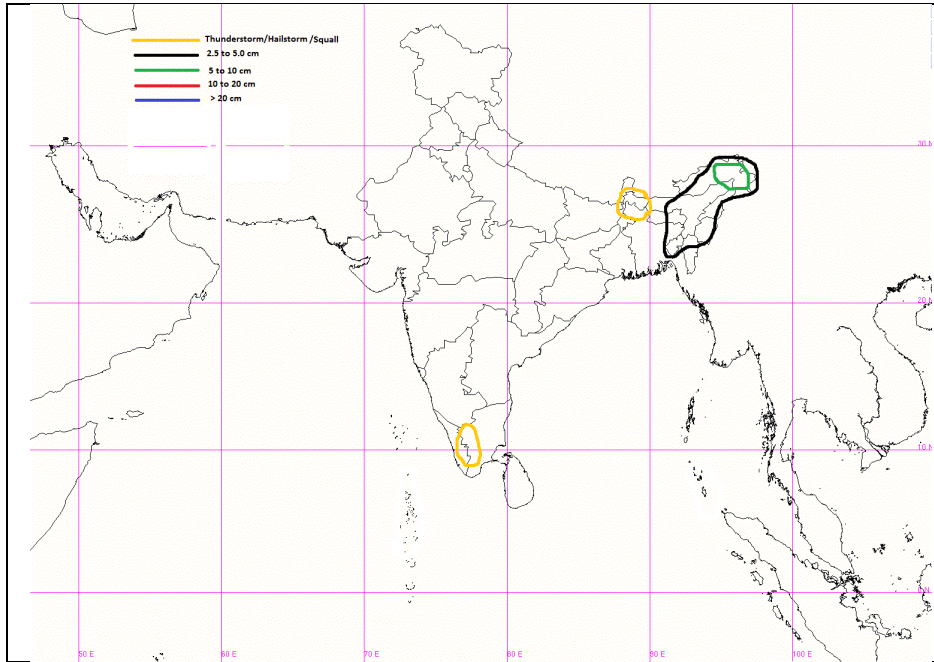 Thunderstorm/Hailstorm /Squall
2.5 to 5.0 cm
5 to 10 cm
10 to 20 cm
> 20 cm
30 N
20 N
10 N
0 N
50 E
60 E
70 E
80 E
90 E
100 E